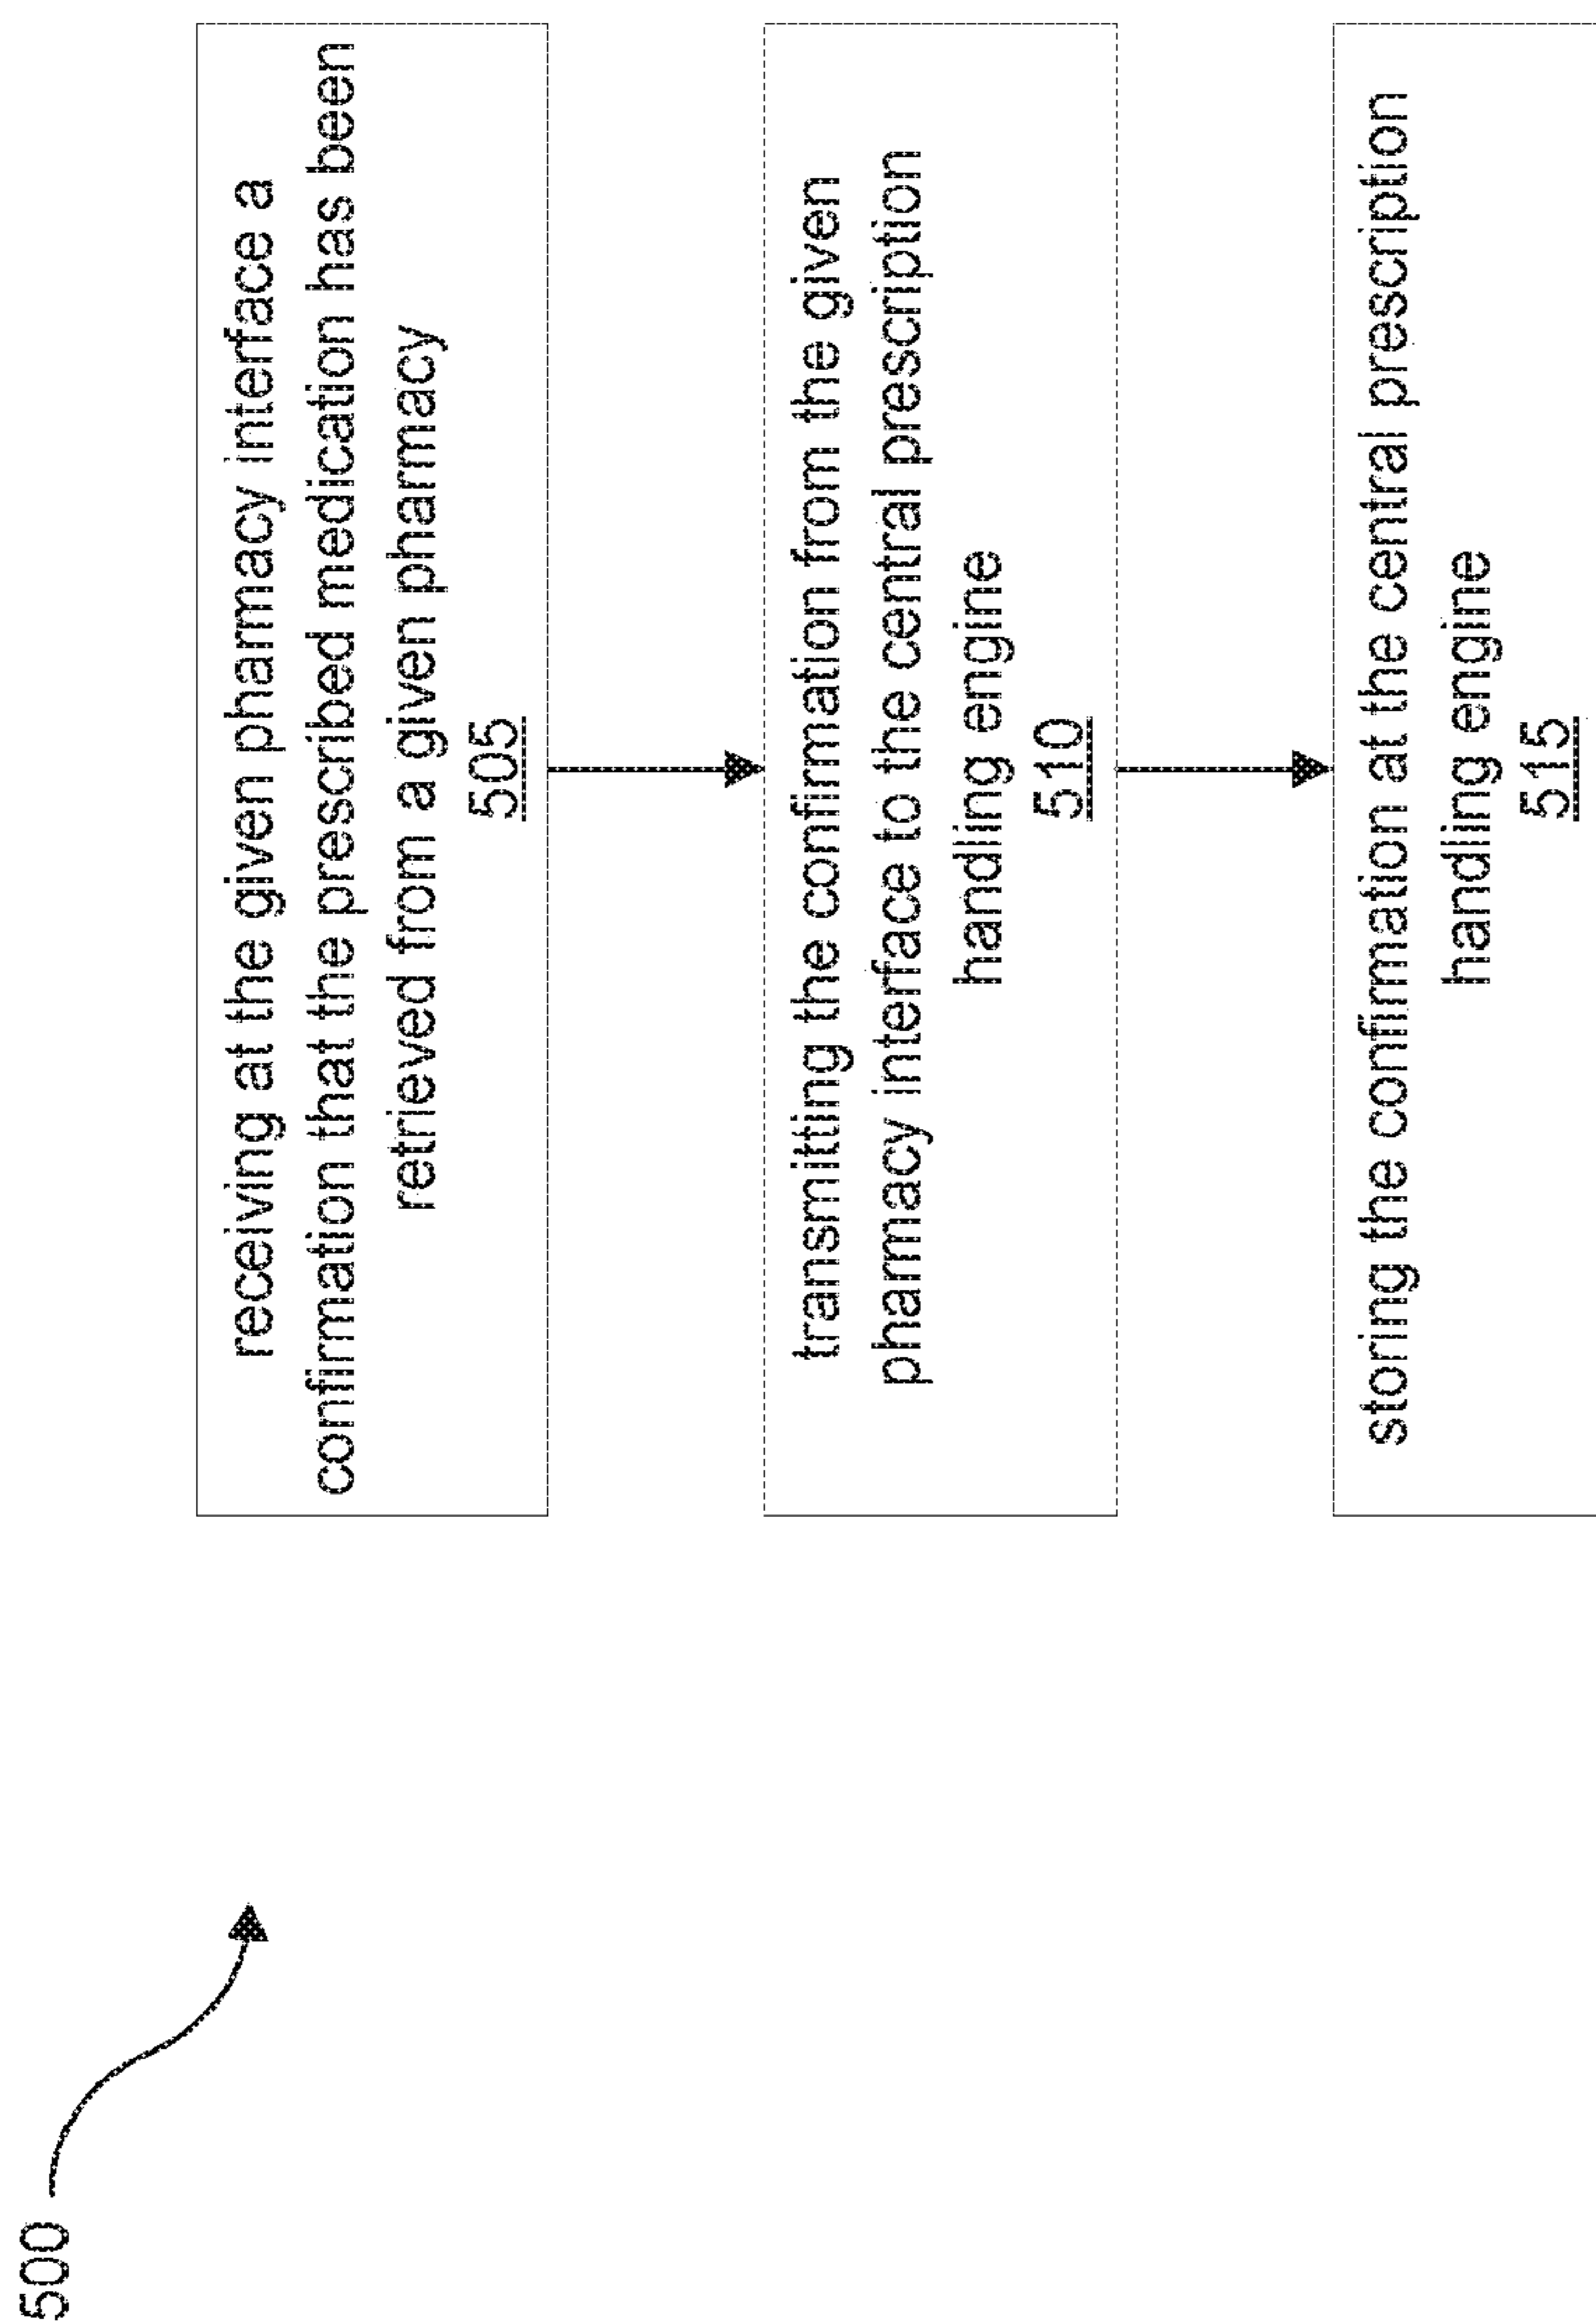 500
receiving at the given pharmacy interface a
confirmation that the prescribed medication has been
retrieved from a given pharmacy
505
transmitting the confirmation from the given
pharmacy interface to the central prescription
handling engine
510
storing the confirmation at the central prescription
handling engine
515